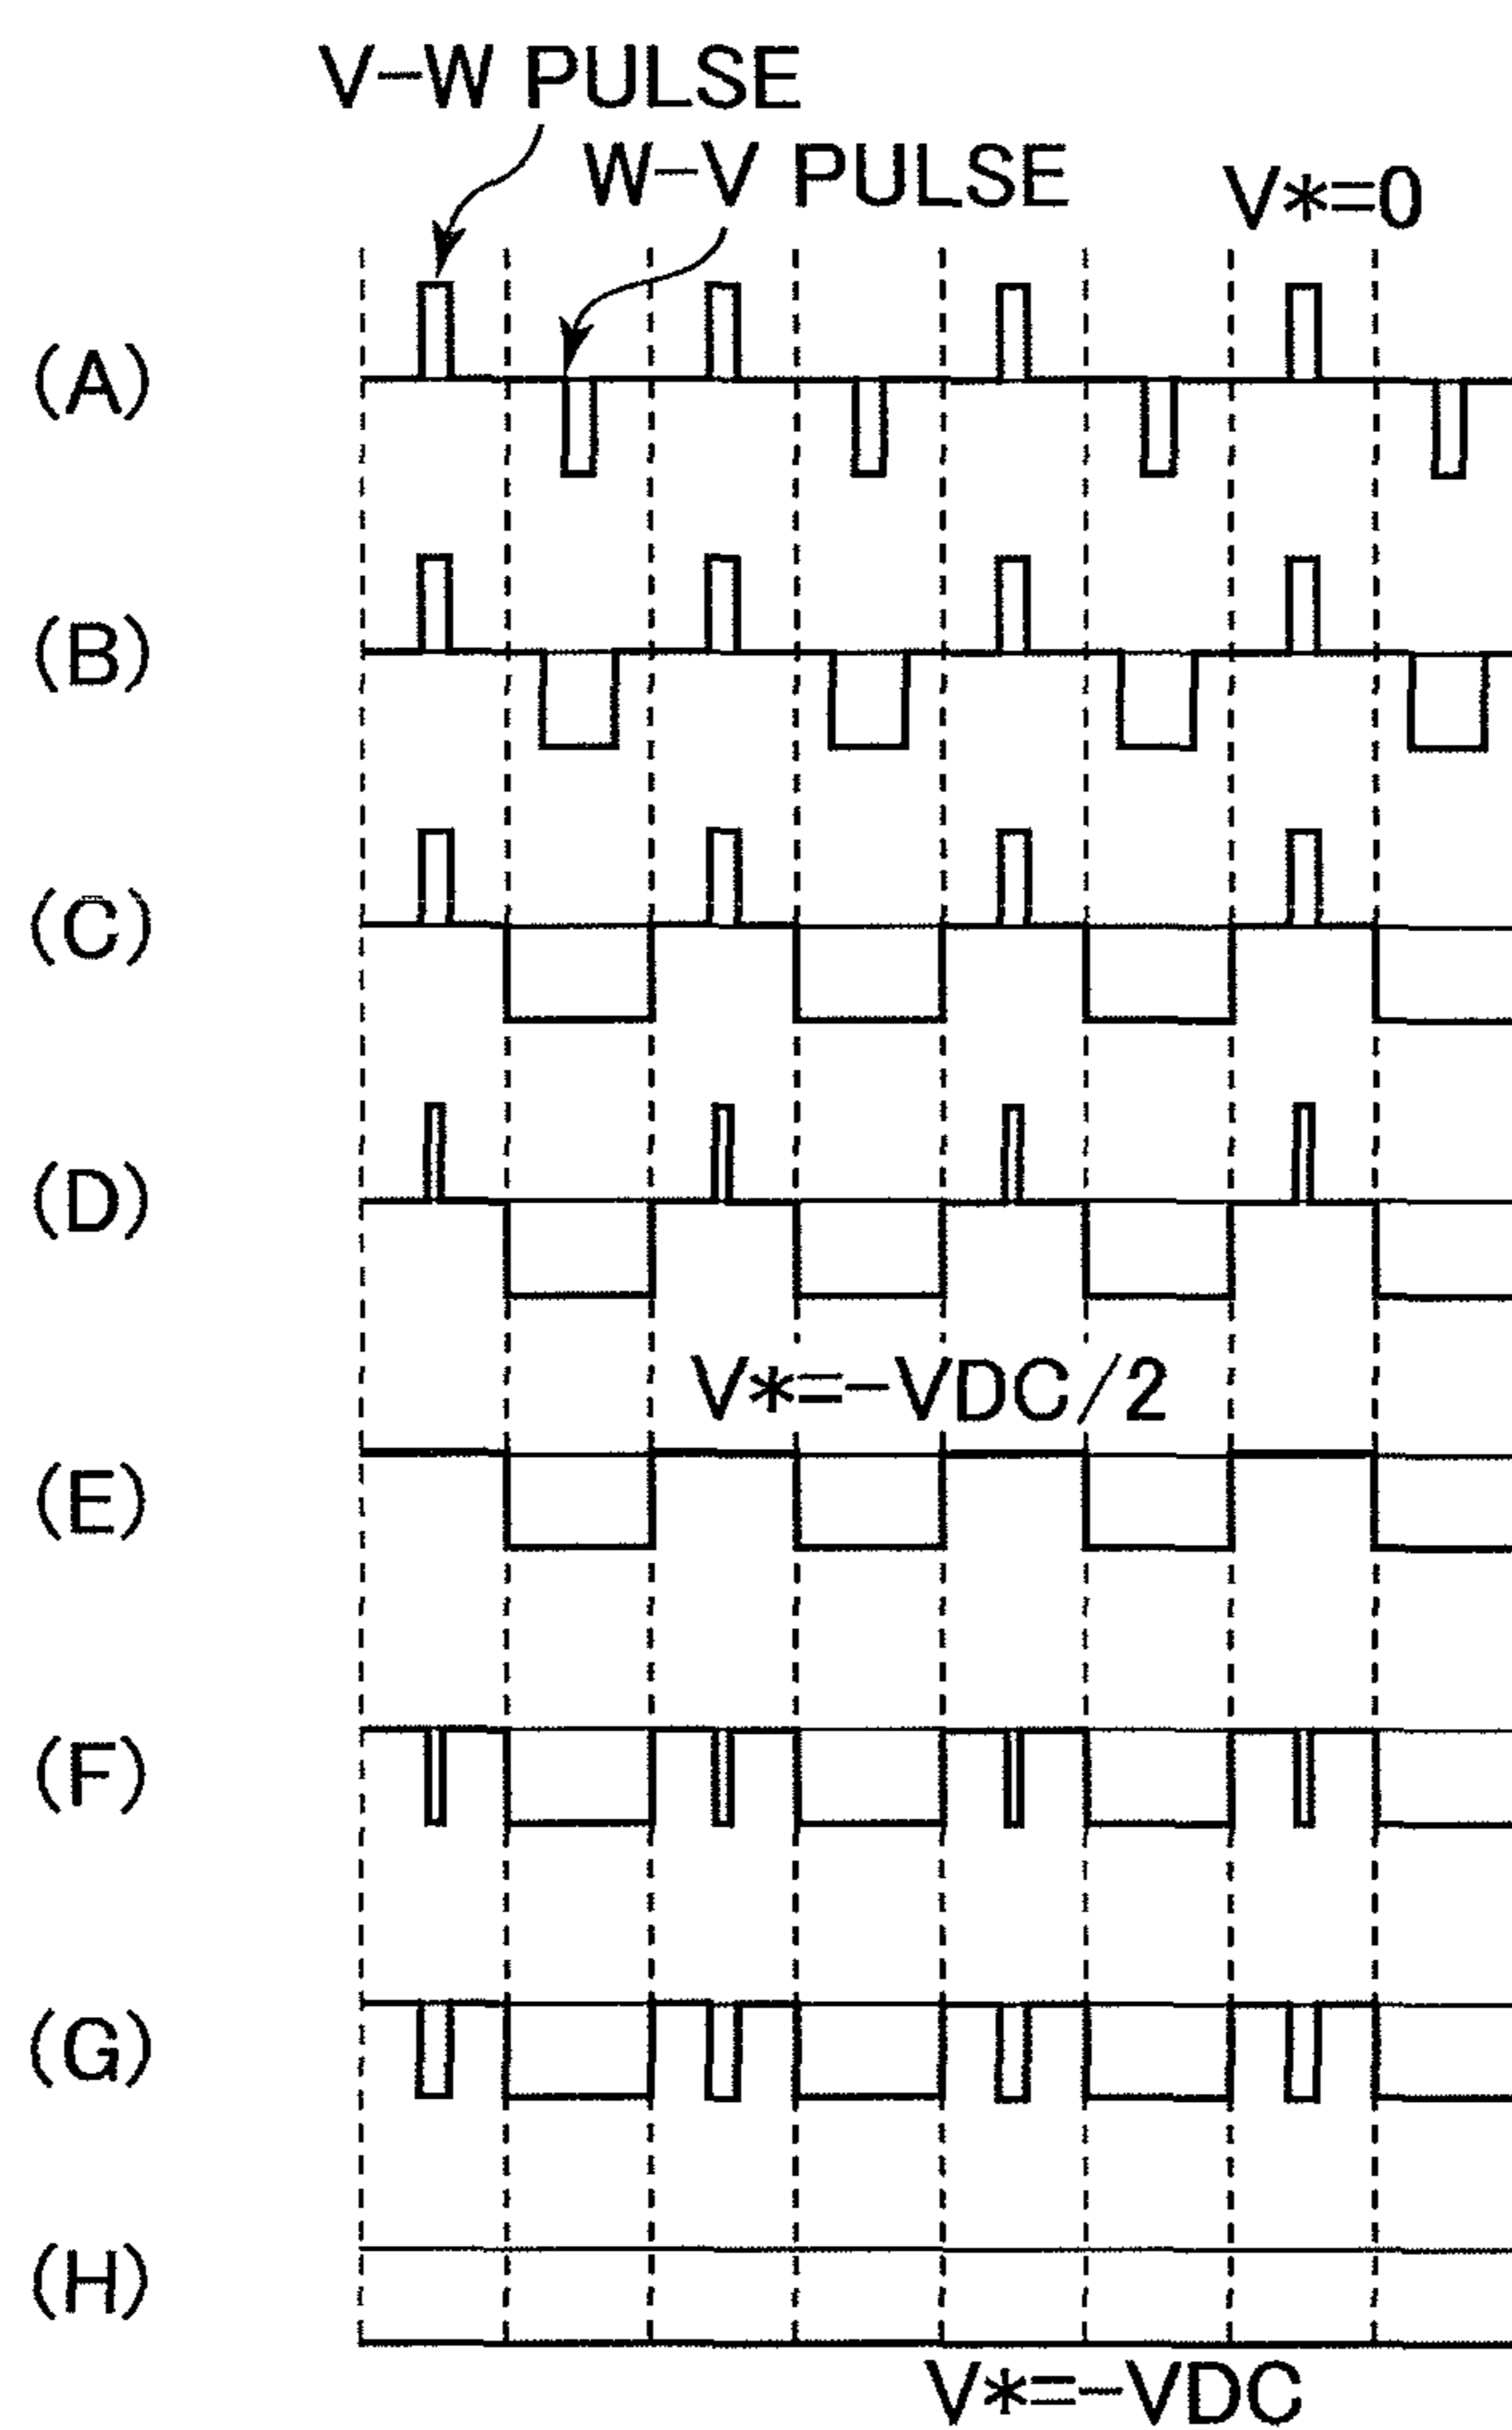 V-W PULSE
W-V PULSE
V*=0
(A)
(B)
(C)
(D)
V*=-VDC/2
(E)
(F)
(G)
(H)
V*=-VDC